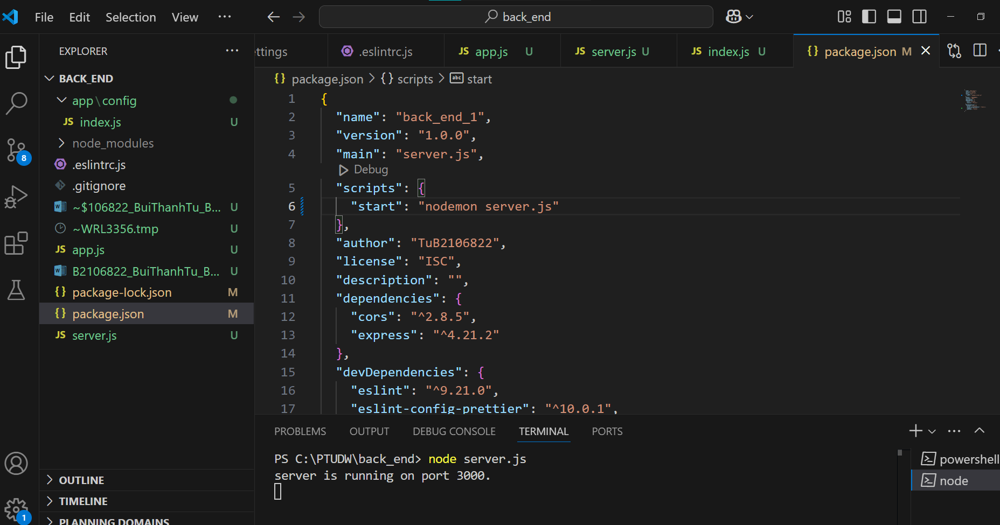 File Edit Selection View ···
back_end
EXPLORER ···
BACK_END
app\config
JS index.js U
node_modules
.eslintrc.js
.gitignore
~$106822_BuiThanhTu_B... U
~WRL3356.tmp U
JS app.js U
B2106822_BuiThanhTu_B... U
{} package-lock.json M
{} package.json M
JS server.js U
OUTLINE
TIMELINE
PLANNING DOMAINS
8
1
ttings
.eslintrc.js
JS app.js U
JS server.js U
JS index.js U
{} package.json M
{} package.json > {} scripts > abc start
1 {
2 "name": "back_end_1",
3 "version": "1.0.0",
4 "main": "server.js",
Debug
5 "scripts": {
6 "start": "nodemon server.js"
7 },
8 "author": "TuB2106822",
9 "license": "ISC",
10 "description": "",
11 "dependencies": {
12 "cors": "^2.8.5",
13 "express": "^4.21.2"
14 },
15 "devDependencies": {
16 "eslint": "^9.21.0",
17 "eslint-config-prettier": "^10.0.1",
PROBLEMS OUTPUT DEBUG CONSOLE TERMINAL PORTS
PS C:\PTUDW\back_end> node server.js
server is running on port 3000.
powershell
node